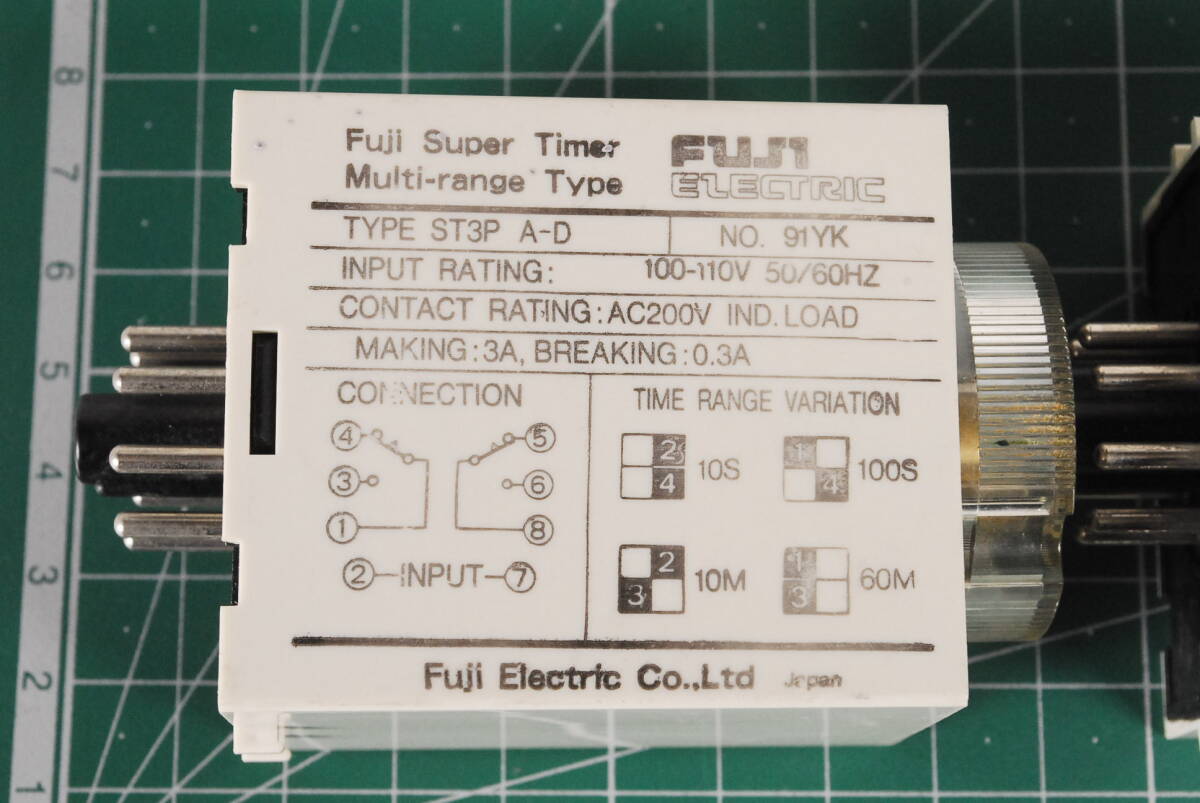 Fuji Super Timer
Multi-range Type
FUJI
ELECTRIC
TYPE ST3P A-D
NO. 91YK
INPUT RATING: 100-110V 50/60HZ
CONTACT RATING: AC200V IND. LOAD
MAKING: 3A, BREAKING: 0.3A
CONNECTION
4 5
3 6
1 8
2 INPUT 7
TIME RANGE VARIATION
2
4
10S
1
4
100S
2
3
10M
1
3
60M
Fuji Electric Co.,Ltd Japan
8
7
6
5
4
3
2
1